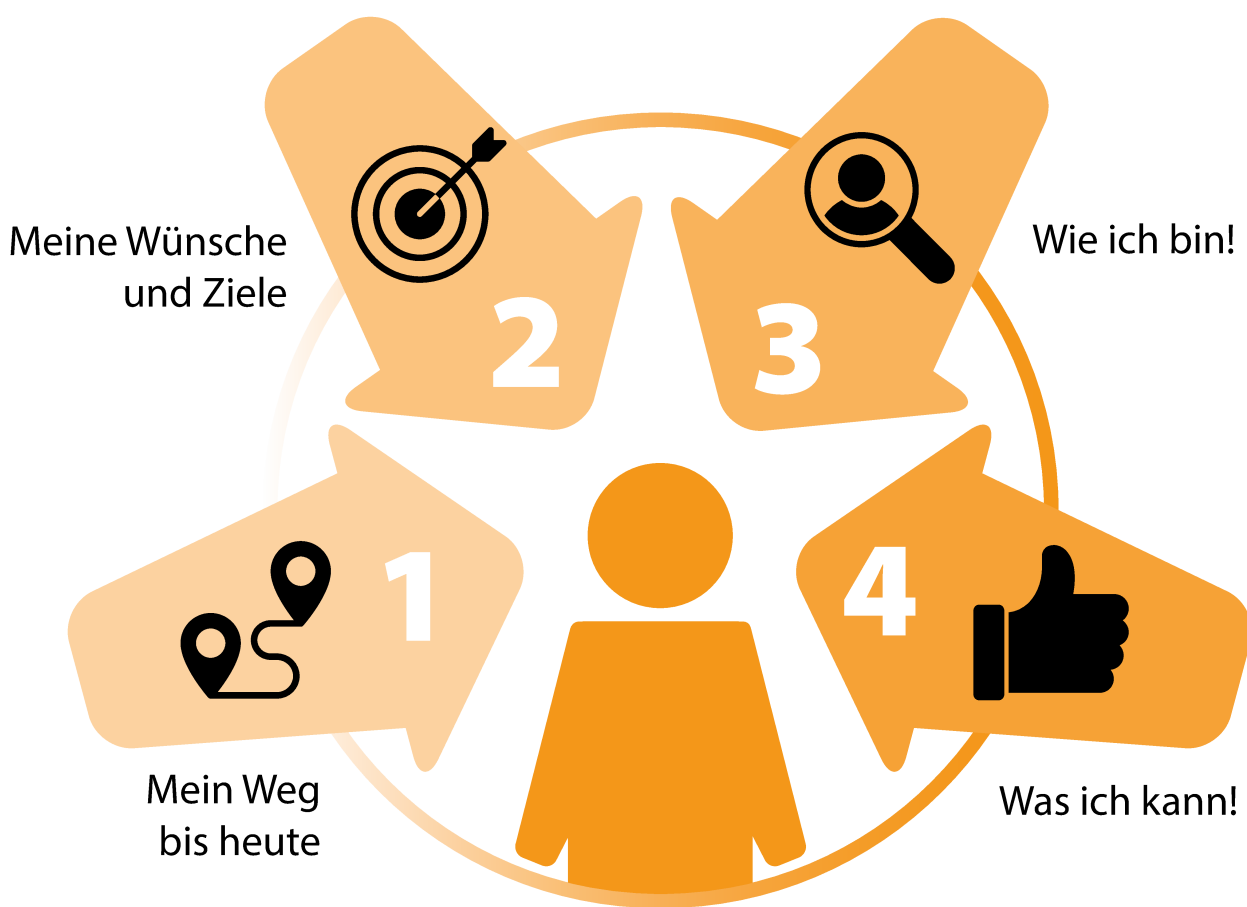 Meine Wünsche
und Ziele
2
3
Wie ich bin!
1
Mein Weg
bis heute
4
Was ich kann!